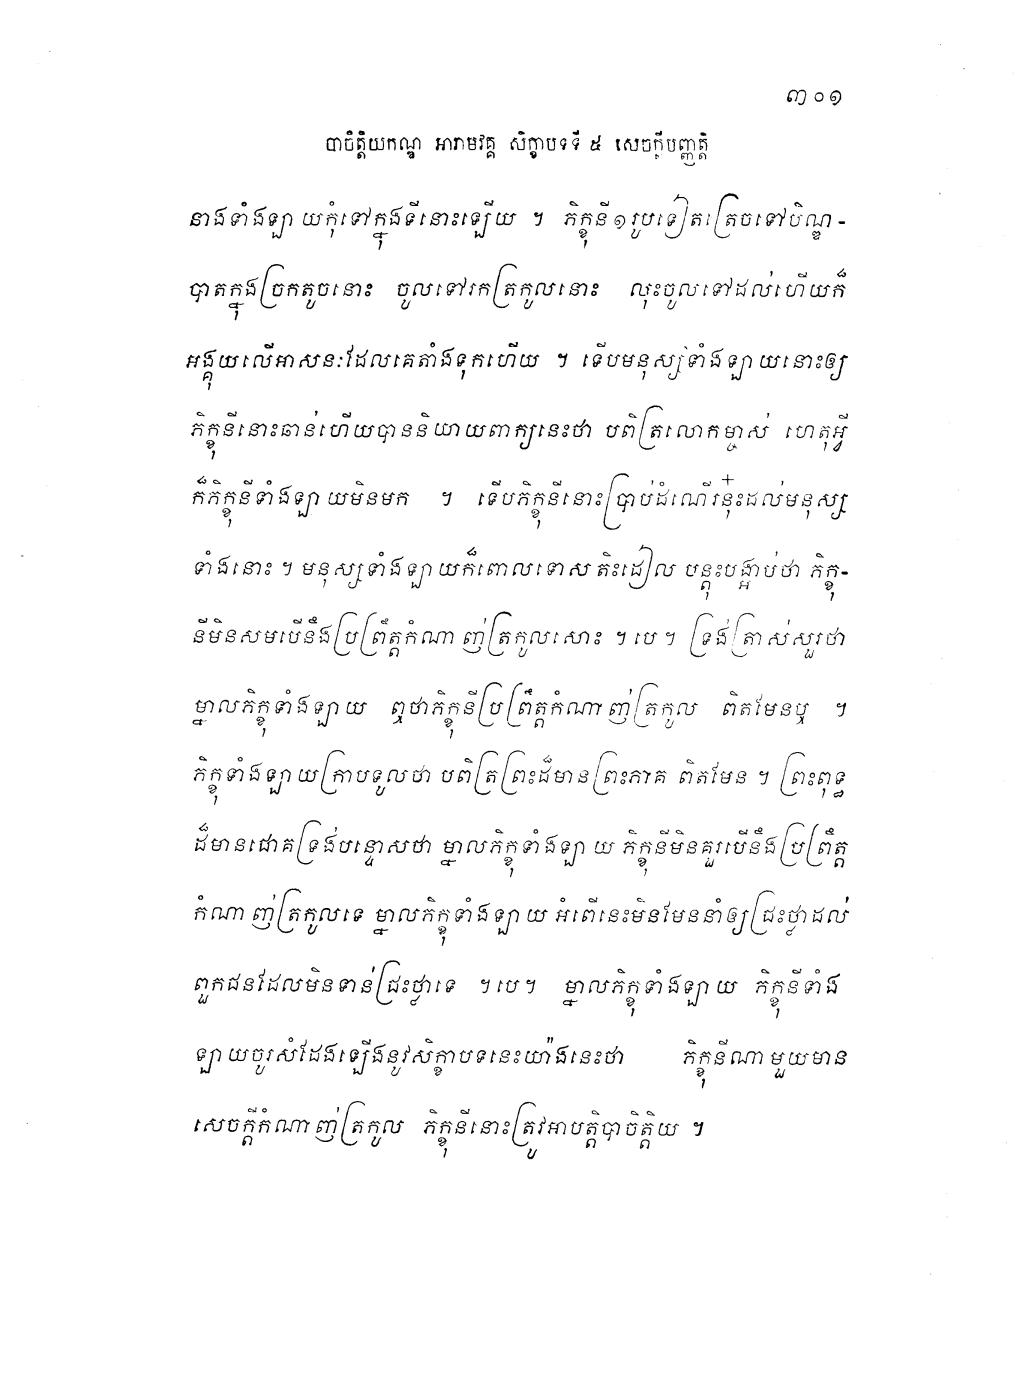 ៣០១
បាចិត្តិយកណ្ឌ អារាមវគ្គ សិក្ខាបទទី ៥ សេចក្ដីបញ្ញត្តិ
នាងទាំងឡាយកុំទៅក្នុងទីនោះឡើយ ។ ភិក្ខុនី១រូបទៀតត្រេចទៅបិណ្ឌ-
បាតក្នុងច្រកតូចនោះ ចូលទៅរកត្រកូលនោះ លុះចូលទៅដល់ហើយក៏
អង្គុយលើអាសនៈដែលគេតាំងទុកហើយ ។ ទើបមនុស្សទាំងឡាយនោះឲ្យ
ភិក្ខុនីនោះឆាន់ហើយបាននិយាយពាក្យនេះថា បពិត្រលោកម្ចាស់ ហេតុអ្វី
ក៏ភិក្ខុនីទាំងឡាយមិនមក ។ ទើបភិក្ខុនីនោះប្រាប់ដំណើរនុ៎ះដល់មនុស្ស
ទាំងនោះ ។ មនុស្សទាំងឡាយក៏ពោលទោស តិះដៀល បន្តុះបង្អាប់ថា ភិក្ខុ-
នីមិនសមបើនឹងប្រព្រឹត្តកំណាញ់ត្រកូលសោះ ។ បេ ។ ទ្រង់ត្រាស់សួរថា
ម្នាលភិក្ខុទាំងឡាយ ឮថាភិក្ខុនីប្រព្រឹត្តកំណាញ់ត្រកូល ពិតមែនឬ ។
ភិក្ខុទាំងឡាយក្រាបទូលថា បពិត្រព្រះដ៏មានព្រះភាគ ពិតមែន ។ ព្រះពុទ្ធ
ដ៏មានជោគទ្រង់បន្ទោសថា ម្នាលភិក្ខុទាំងឡាយ ភិក្ខុនីមិនគួរបើនឹងប្រព្រឹត្ត
កំណាញ់ត្រកូលទេ ម្នាលភិក្ខុទាំងឡាយ អំពើនេះមិនមែននាំឲ្យជ្រះថ្លាដល់
ពួកជនដែលមិនទាន់ជ្រះថ្លាទេ ។ បេ ។ ម្នាលភិក្ខុទាំងឡាយ ភិក្ខុនីទាំង
ឡាយចូរសំដែងឡើងនូវសិក្ខាបទនេះយ៉ាងនេះថា ភិក្ខុនីណាមួយមាន
សេចក្ដីកំណាញ់ត្រកូល ភិក្ខុនីនោះត្រូវអាបត្តិបាចិត្តិយ ។